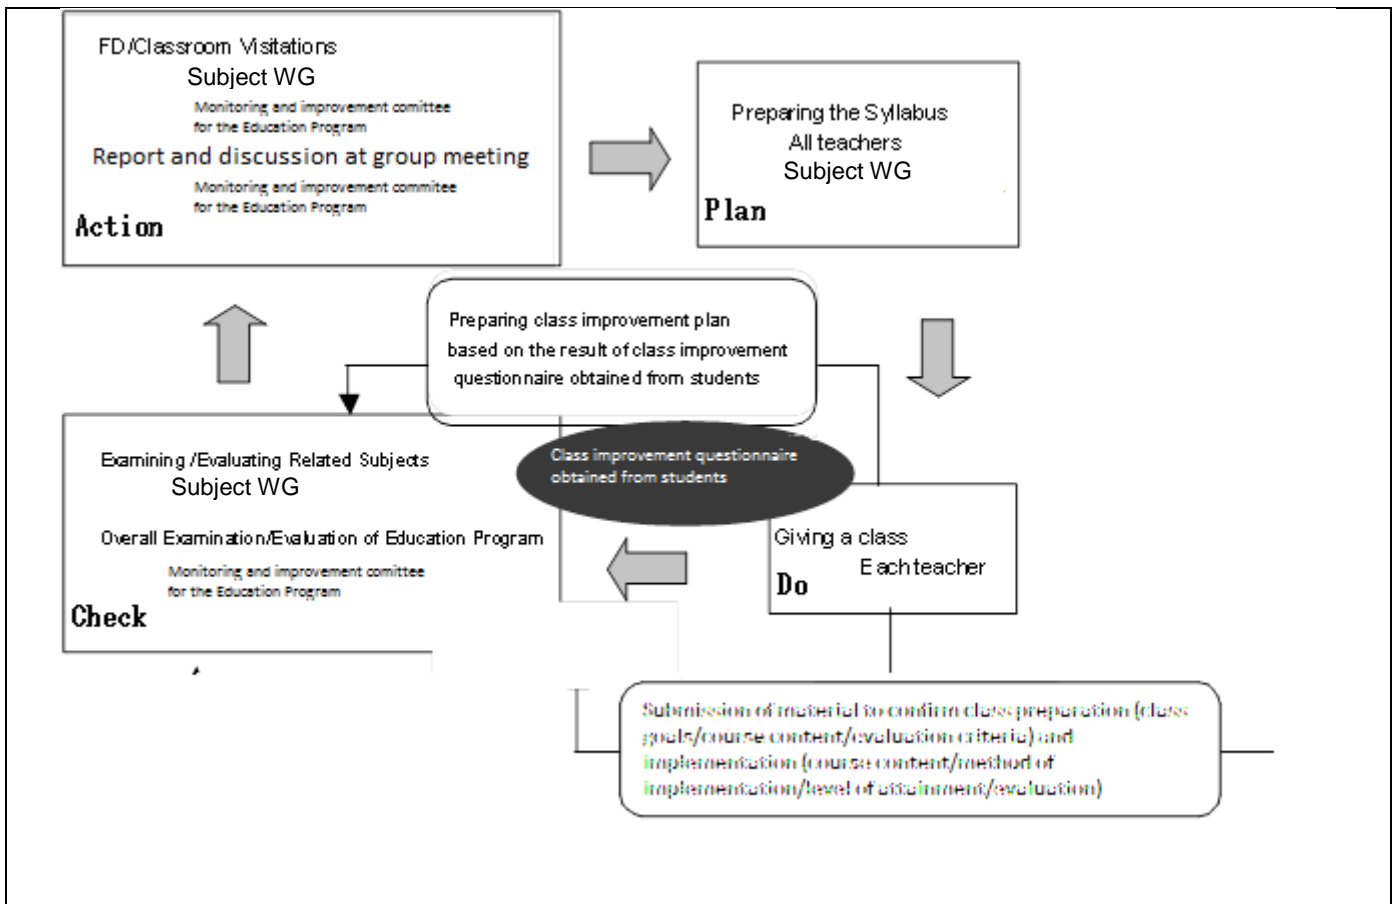 FD/Classroom Visitations
Subject WG
Monitoring and improvement comittee
for the Education Program
Report and discussion at group meeting
Monitoring and improvement commitee
for the Education Program
Action
Preparing the Syllabus
All teachers
Subject WG
Plan
Preparing class improvement plan
based on the result of class improvement
questionnaire obtained from students
Class improvement questionnaire
obtained from students
Examining /Evaluating Related Subjects
Subject WG
Overall Examination/Evaluation of Education Program
Monitoring and improvement comittee
for the Education Program
Check
Giving a class
Each teacher
Do
Submission of material to confirm class preparation (class
goals/course content/evaluation criteria) and
implementation (course content/method of
implementation/level of attainment/evaluation)